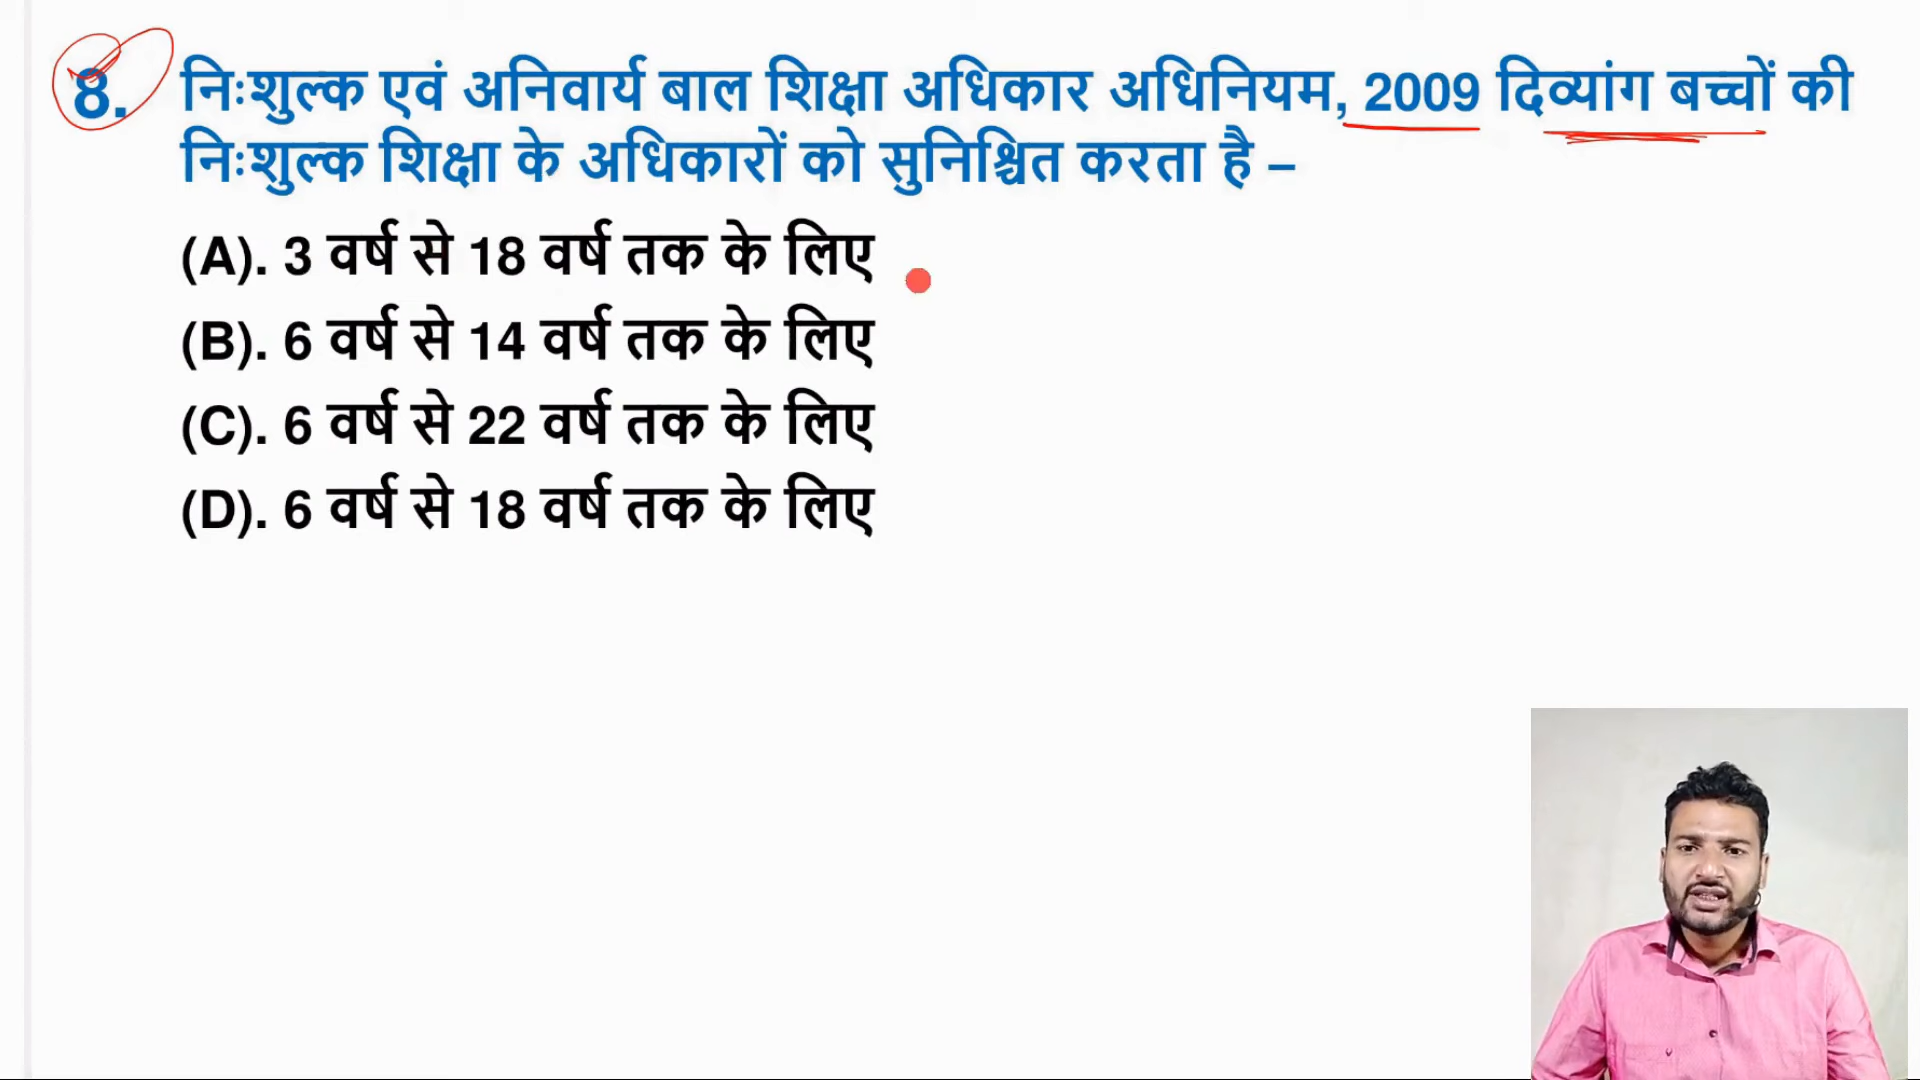 8. निःशुल्क एवं अनिवार्य बाल शिक्षा अधिकार अधिनियम, 2009 दिव्यांग बच्चों की
निःशुल्क शिक्षा के अधिकारों को सुनिश्चित करता है –
(A). 3 वर्ष से 18 वर्ष तक के लिए
(B). 6 वर्ष से 14 वर्ष तक के लिए
(C). 6 वर्ष से 22 वर्ष तक के लिए
(D). 6 वर्ष से 18 वर्ष तक के लिए